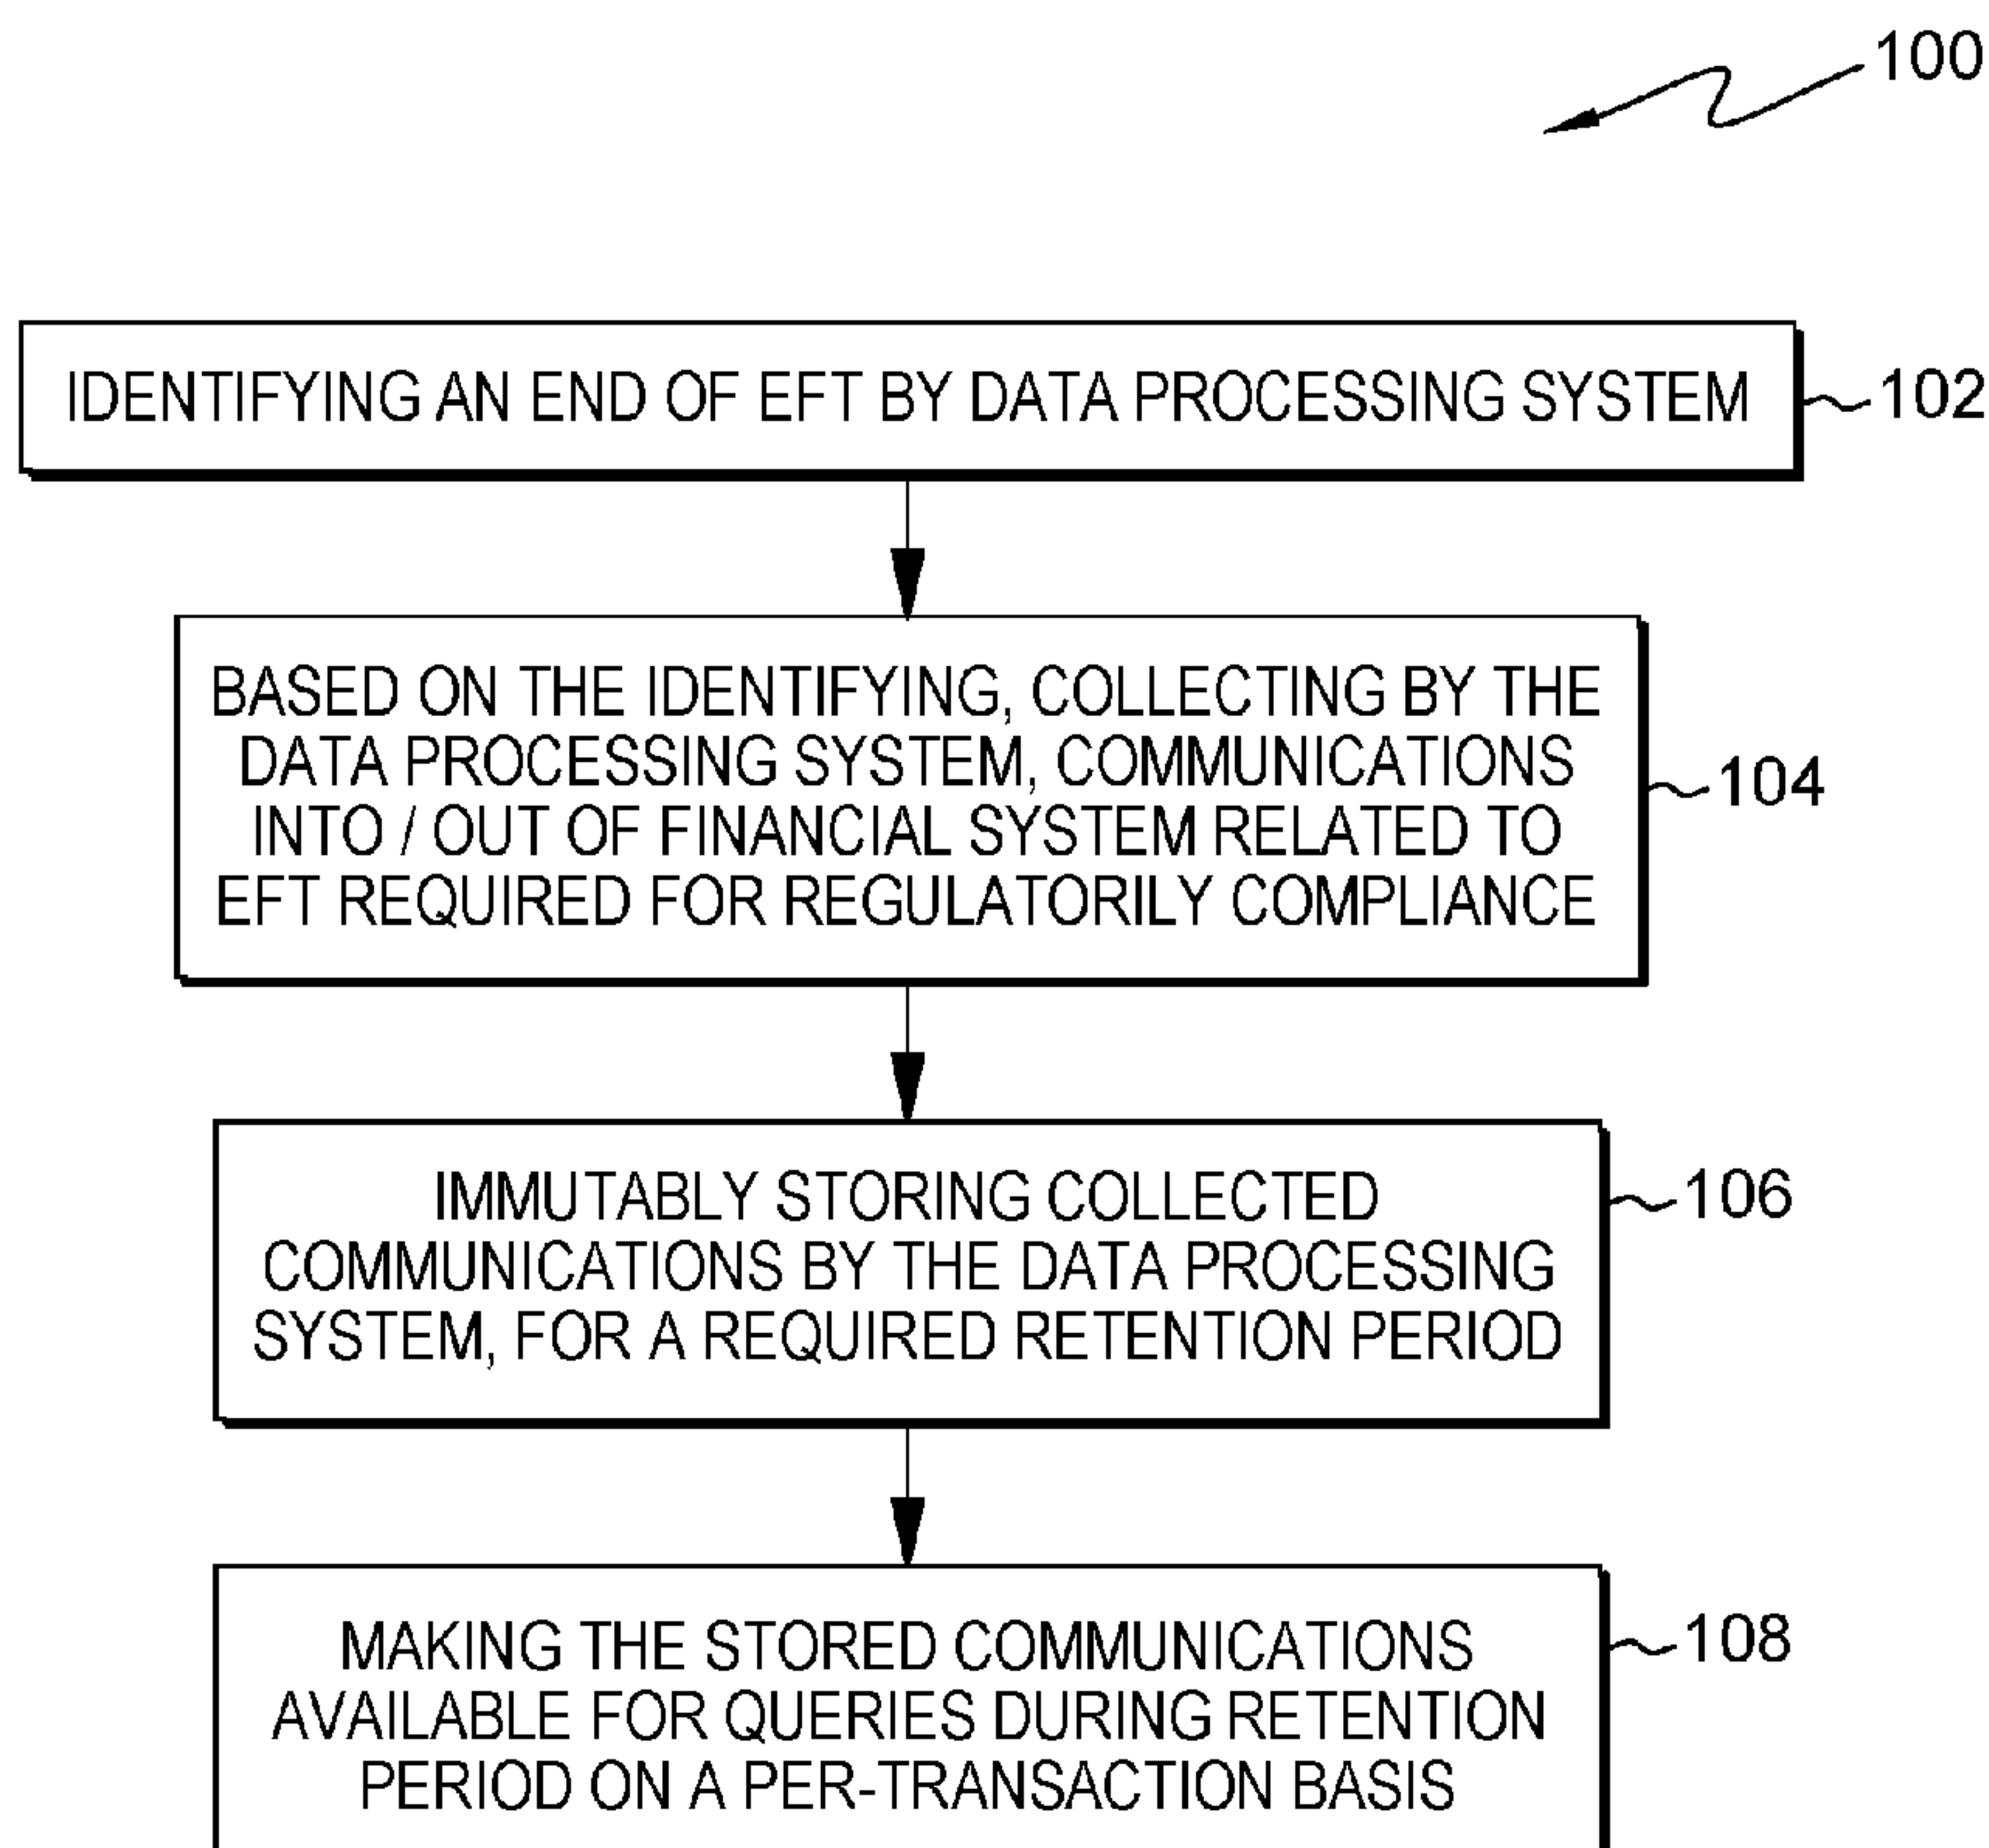 100
IDENTIFYING AN END OF EFT BY DATA PROCESSING SYSTEM
102
BASED ON THE IDENTIFYING, COLLECTING BY THE
DATA PROCESSING SYSTEM, COMMUNICATIONS
INTO / OUT OF FINANCIAL SYSTEM RELATED TO
EFT REQUIRED FOR REGULATORILY COMPLIANCE
104
IMMUTABLY STORING COLLECTED
COMMUNICATIONS BY THE DATA PROCESSING
SYSTEM, FOR A REQUIRED RETENTION PERIOD
106
MAKING THE STORED COMMUNICATIONS
AVAILABLE FOR QUERIES DURING RETENTION
PERIOD ON A PER-TRANSACTION BASIS
108